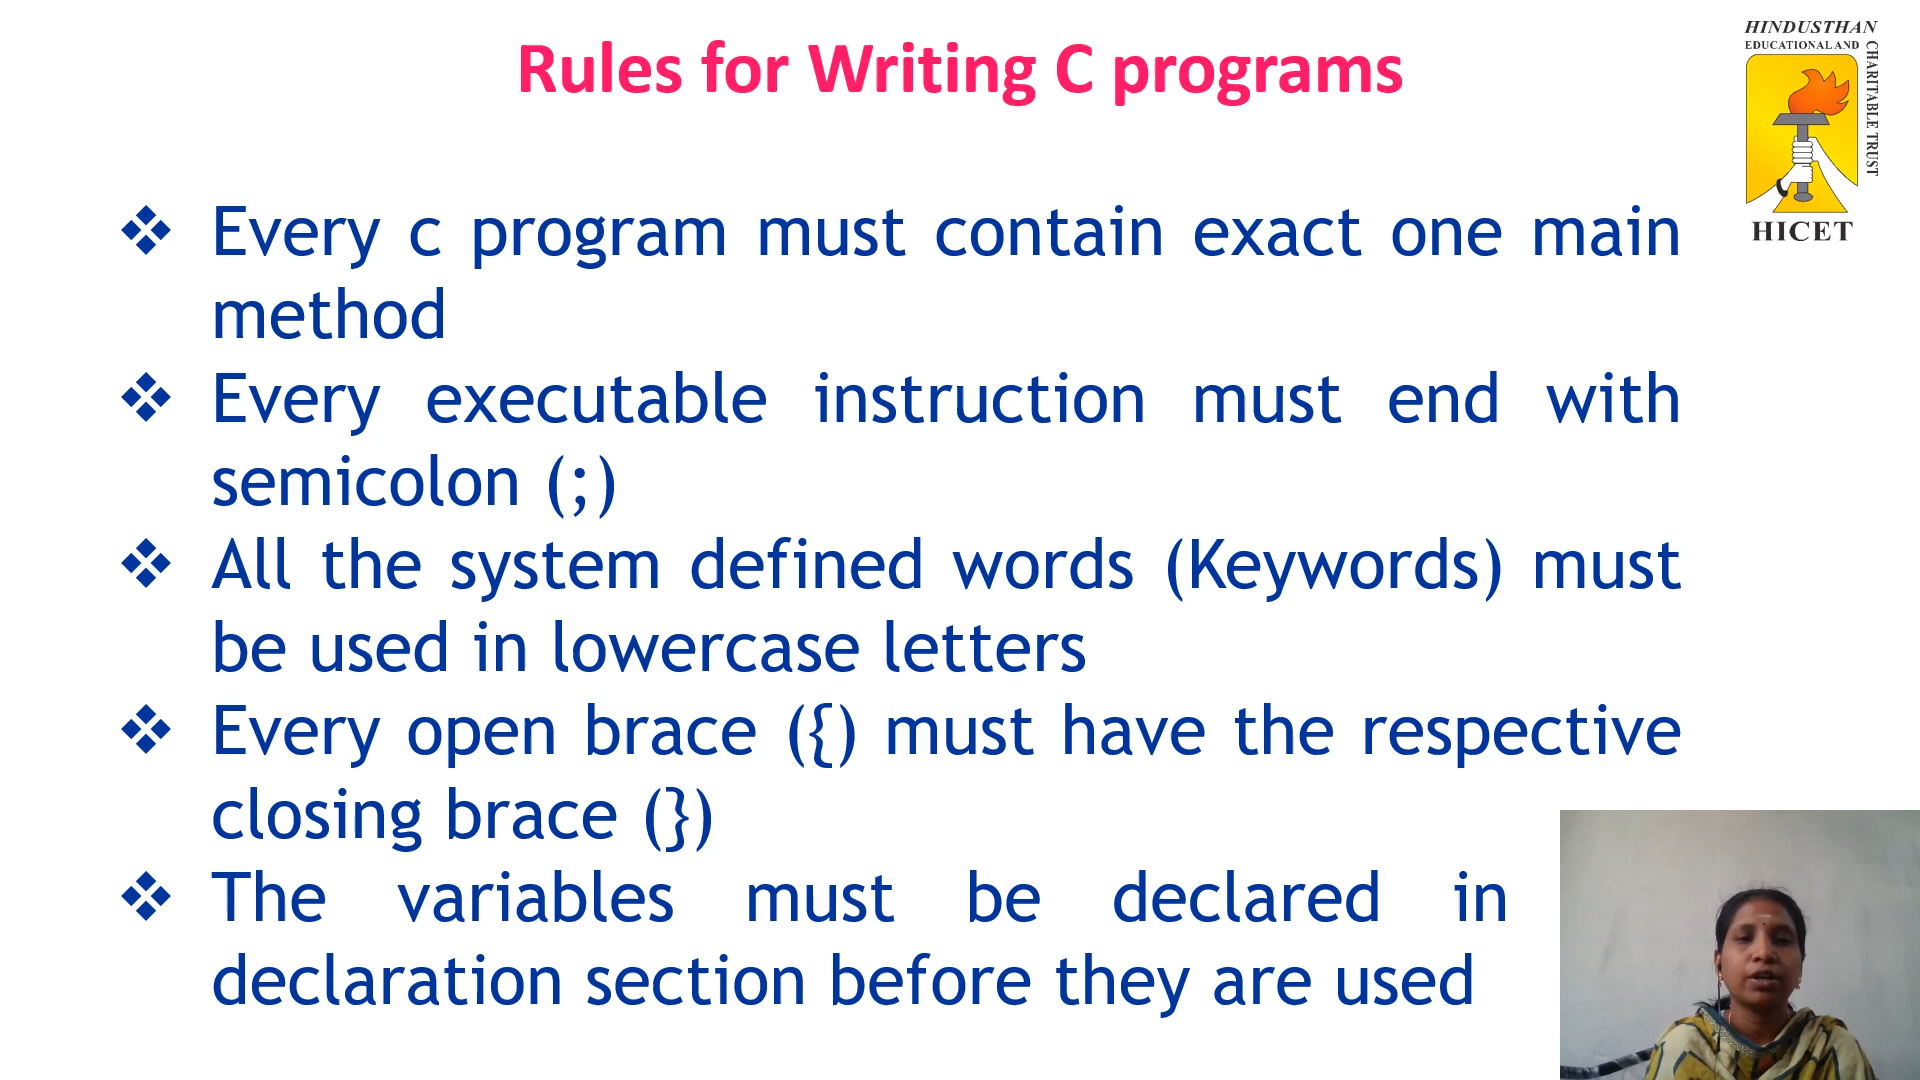 Rules for Writing C programs
HINDUSTHAN
EDUCATIONAL AND
CHARITABLE TRUST
HICET
❖ Every c program must contain exact one main
method
❖ Every executable instruction must end with
semicolon (;)
❖ All the system defined words (Keywords) must
be used in lowercase letters
❖ Every open brace ({) must have the respective
closing brace (})
❖ The variables must be declared in
declaration section before they are used